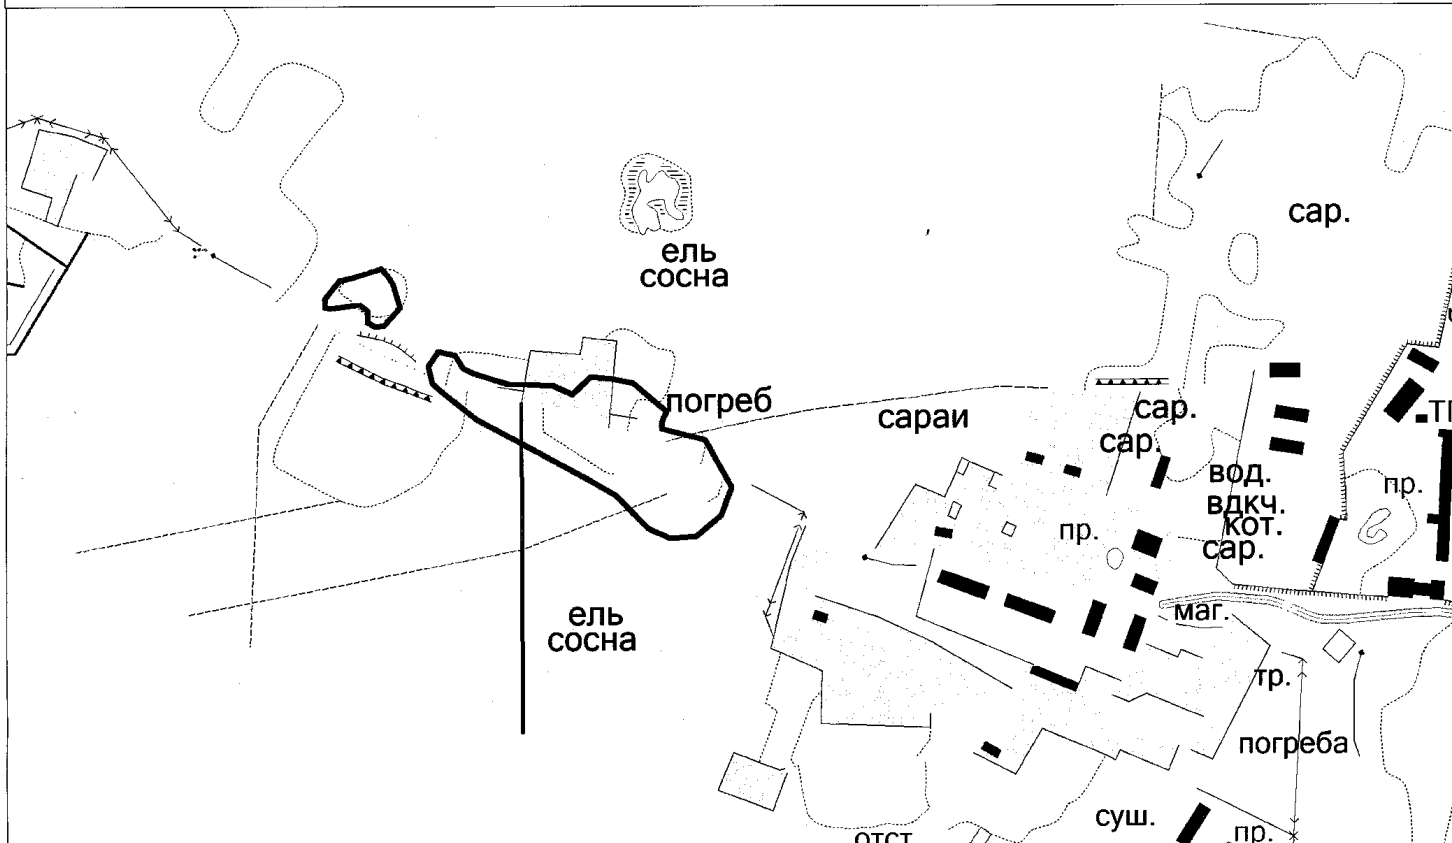 сар.
ель
сосна
погреб
сараи
сар.
сар.
вод.
вдкч.
кот.
сар.
пр.
пр.
ель
сосна
маг.
тр.
погреба
суш.
пр.
отст